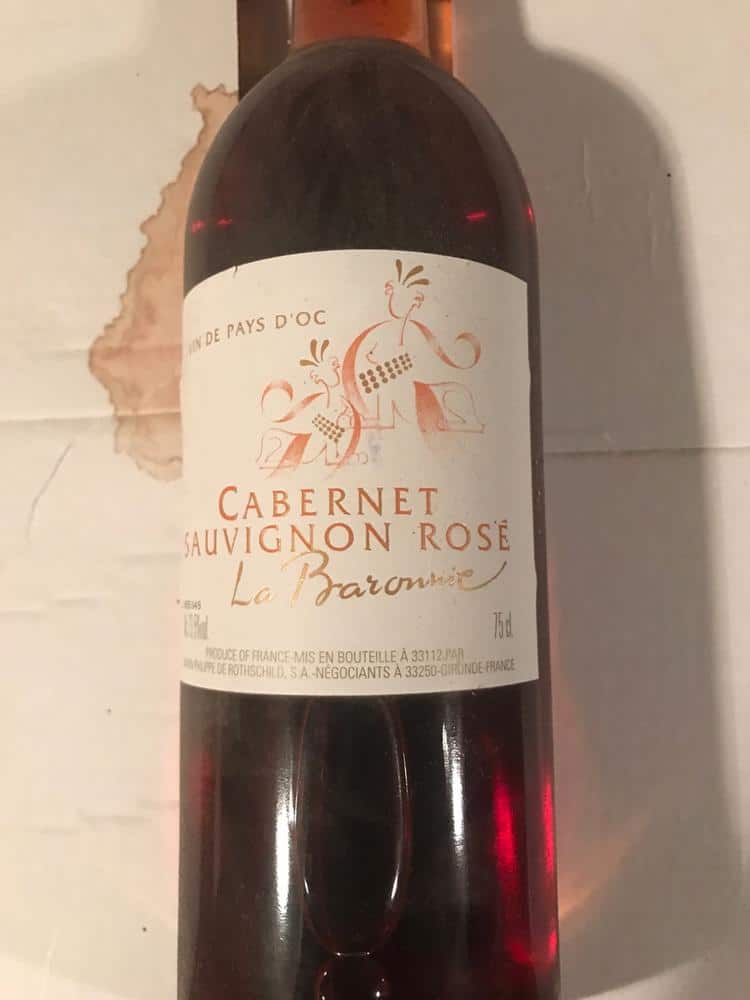 VIN DE PAYS D'OC
CABERNET
SAUVIGNON ROSÉ
La Baronnie
75 cl
PRODUCE OF FRANCE-MIS EN BOUTEILLE À 33112 PAR
PHILIPPE DE ROTHSCHILD, S.A.-NÉGOCIANTS À 33250-GIRONDE-FRANCE